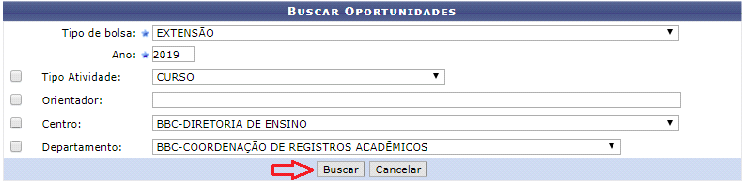 Buscar Oportunidades
Tipo de bolsa: EXTENSÃO
Ano: 2019
Tipo Atividade: CURSO
Orientador:
Centro: BBC-DIRETORIA DE ENSINO
Departamento: BBC-COORDENAÇÃO DE REGISTROS ACADÊMICOS
Buscar Cancelar